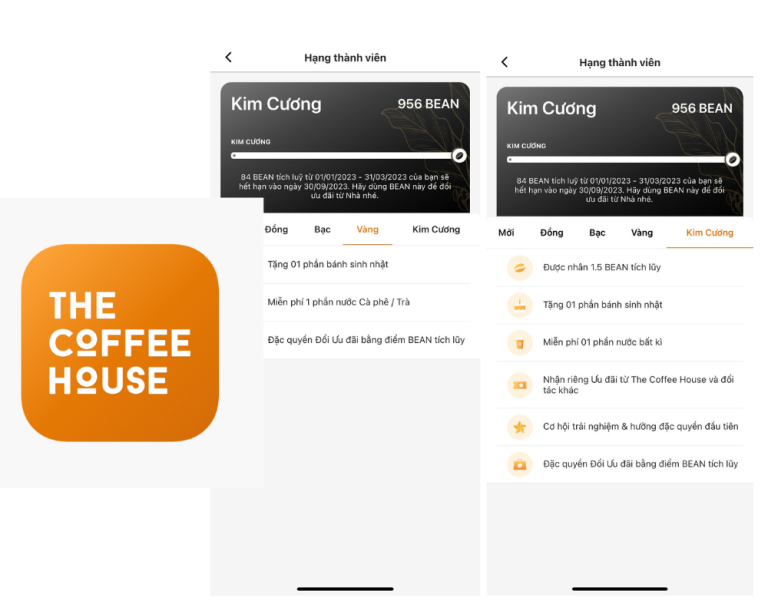 THE
COFFEE
HOUSE
Hạng thành viên
Kim Cương
956 BEAN
KIM CƯƠNG
84 BEAN tích luỹ từ 01/01/2023 - 31/03/2023 của bạn sẽ
hết hạn vào ngày 30/09/2023. Hãy dùng BEAN này để đổi
ưu đãi từ Nhà nhé.
Đồng Bạc Vàng Kim Cương
Tặng 01 phần bánh sinh nhật
Miễn phí 1 phần nước Cà phê / Trà
Đặc quyền Đổi Ưu đãi bằng điểm BEAN tích lũy
Hạng thành viên
Kim Cương
956 BEAN
KIM CƯƠNG
84 BEAN tích luỹ từ 01/01/2023 - 31/03/2023 của bạn sẽ
hết hạn vào ngày 30/09/2023. Hãy dùng BEAN này để đổi
ưu đãi từ Nhà nhé.
Mới Đồng Bạc Vàng Kim Cương
Được nhân 1.5 BEAN tích lũy
Tặng 01 phần bánh sinh nhật
Miễn phí 01 phần nước bất kì
Nhận riêng Ưu đãi từ The Coffee House và đối
tác khác
Cơ hội trải nghiệm & hưởng đặc quyền đầu tiên
Đặc quyền Đổi Ưu đãi bằng điểm BEAN tích lũy